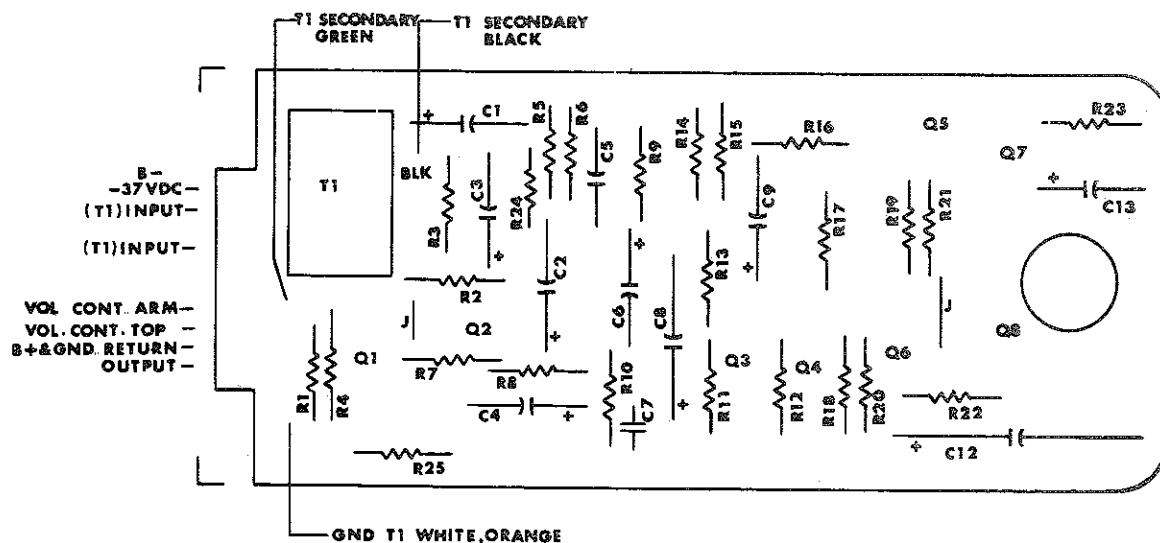 T1 SECONDARY
GREEN
T1 SECONDARY
BLACK
B-
-37VDC
(T1)INPUT
(T1)INPUT
VOL CONT. ARM
VOL. CONT. TOP
B+&GND RETURN
OUTPUT
T1
BLK
C1
R5
R6
R14
R15
R16
Q5
R23
Q7
C13
C3
R24
R3
C5
R9
C9
R17
R19
R21
R2
C2
R13
J
Q2
C6
C8
J
Q8
Q1
R7
R8
R10
Q3
Q4
Q6
R1
R4
C4
C7
R11
R12
R18
R20
R22
C12
R25
GND T1 WHITE,ORANGE